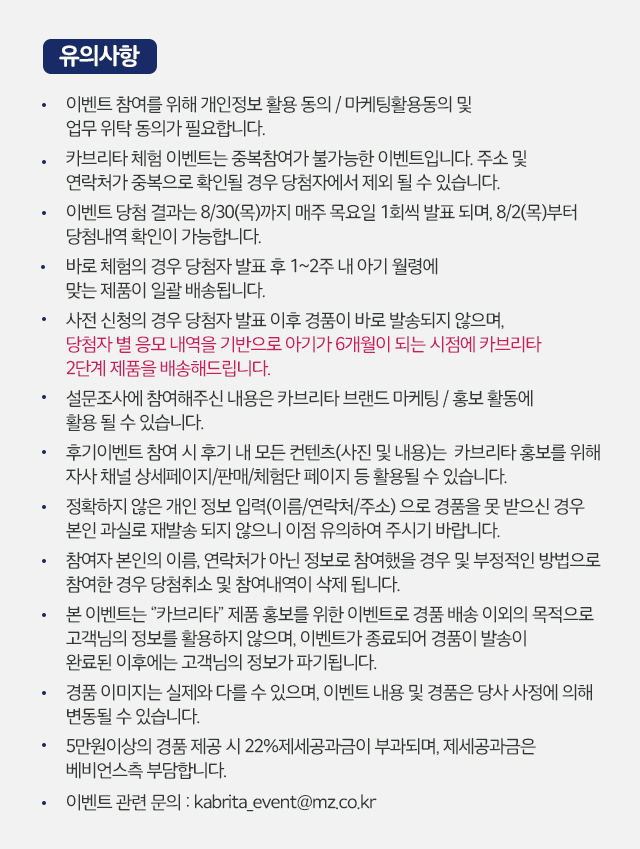 유의사항
• 이벤트 참여를 위해 개인정보 활용 동의 / 마케팅활용동의 및
업무 위탁 동의가 필요합니다.
• 카브리타 체험 이벤트는 중복참여가 불가능한 이벤트입니다. 주소 및
연락처가 중복으로 확인될 경우 당첨자에서 제외 될 수 있습니다.
• 이벤트 당첨 결과는 8/30(목)까지 매주 목요일 1회씩 발표 되며, 8/2(목)부터
당첨내역 확인이 가능합니다.
• 바로 체험의 경우 당첨자 발표 후 1~2주 내 아기 월령에
맞는 제품이 일괄 배송됩니다.
• 사전 신청의 경우 당첨자 발표 이후 경품이 바로 발송되지 않으며,
당첨자 별 응모 내역을 기반으로 아기가 6개월이 되는 시점에 카브리타
2단계 제품을 배송해드립니다.
• 설문조사에 참여해주신 내용은 카브리타 브랜드 마케팅 / 홍보 활동에
활용 될 수 있습니다.
• 후기이벤트 참여 시 후기 내 모든 컨텐츠(사진 및 내용)는 카브리타 홍보를 위해
자사 채널 상세페이지/판매/체험단 페이지 등 활용될 수 있습니다.
• 정확하지 않은 개인 정보 입력(이름/연락처/주소) 으로 경품을 못 받으신 경우
본인 과실로 재발송 되지 않으니 이점 유의하여 주시기 바랍니다.
• 참여자 본인의 이름, 연락처가 아닌 정보로 참여했을 경우 및 부정적인 방법으로
참여한 경우 당첨취소 및 참여내역이 삭제 됩니다.
• 본 이벤트는 “카브리타” 제품 홍보를 위한 이벤트로 경품 배송 이외의 목적으로
고객님의 정보를 활용하지 않으며, 이벤트가 종료되어 경품이 발송이
완료된 이후에는 고객님의 정보가 파기됩니다.
• 경품 이미지는 실제와 다를 수 있으며, 이벤트 내용 및 경품은 당사 사정에 의해
변동될 수 있습니다.
• 5만원이상의 경품 제공 시 22%제세공과금이 부과되며, 제세공과금은
베비언스측 부담합니다.
• 이벤트 관련 문의 : kabrita_event@mz.co.kr